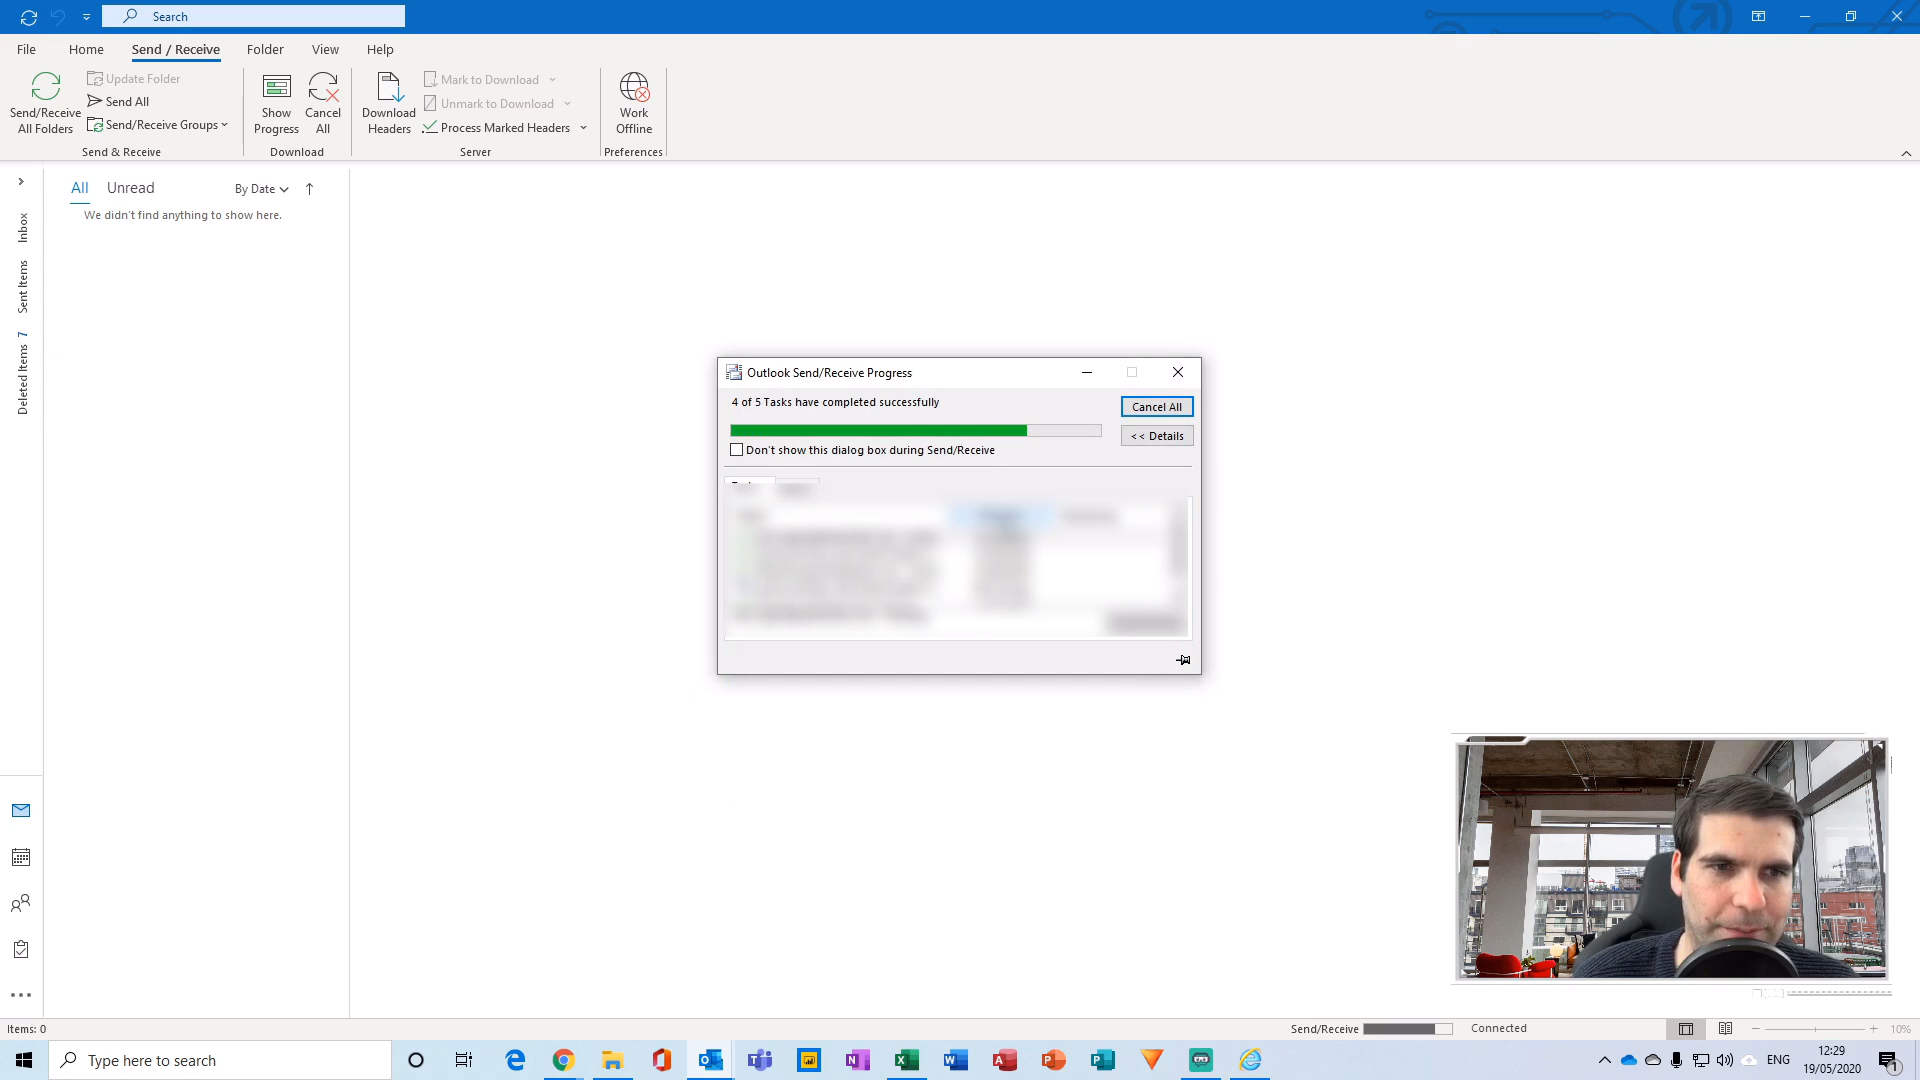 Search
File Home Send / Receive Folder View Help
Send/Receive All Folders
Update Folder
Send All
Send/Receive Groups
Send & Receive
Show Progress
Cancel All
Download
Download Headers
Mark to Download
Unmark to Download
Process Marked Headers
Server
Work Offline
Preferences
All Unread By Date
We didn't find anything to show here.
Inbox
Sent Items
Deleted Items 7
Outlook Send/Receive Progress
4 of 5 Tasks have completed successfully
Cancel All
<< Details
Don't show this dialog box during Send/Receive
Items: 0
Send/Receive
Connected
10%
Type here to search
ENG
12:29
19/05/2020
1